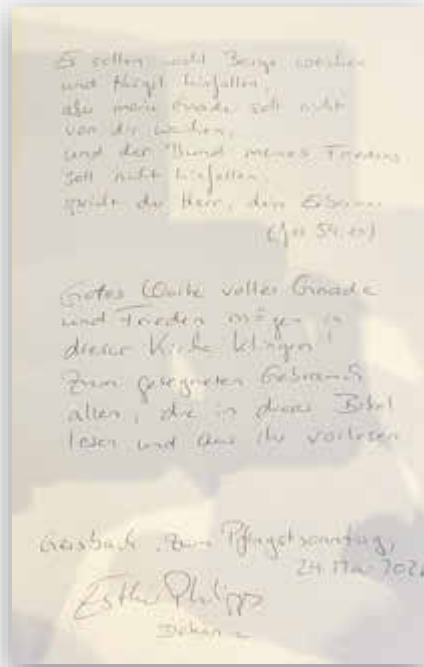 Es sollen wohl Berge weichen
und Hügel hinfallen,
aber meine Gnade soll nicht
von dir weichen,
und der Bund meines Friedens
soll nicht hinfallen,
spricht der Herr, dein Erbarmer
(Jes 54,10)
Gottes Worte voller Gnade
und Frieden mögen in
dieser Kirche klingen!
Zum gesegneten Gebrauch
allen, die in dieser Bibel
lesen und aus ihr vorlesen
zum Pfingstsonntag,
24. Mai
Esther Philipps